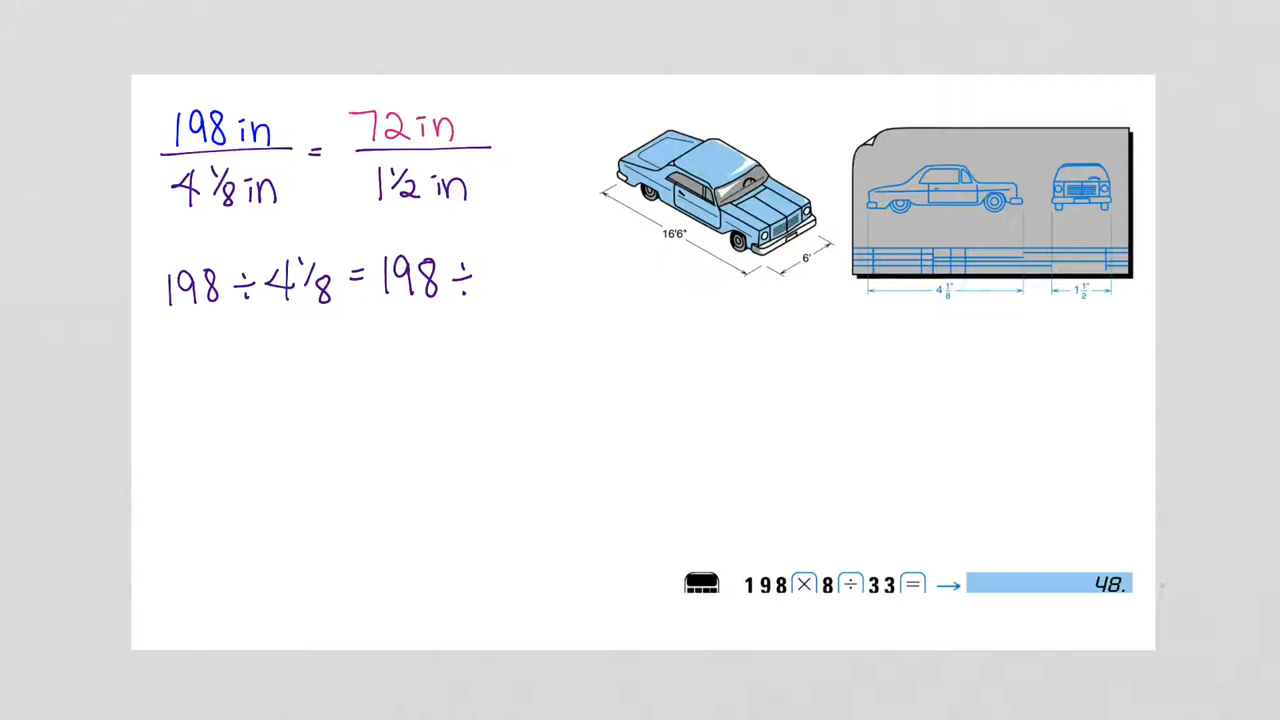 198 in / 4 1/8 in = 72 in / 1 1/2 in
198 ÷ 4 1/8 = 198 ÷
16'6"
6'
4 1/8"
1 1/2"
198 × 8 ÷ 33 = → 48.